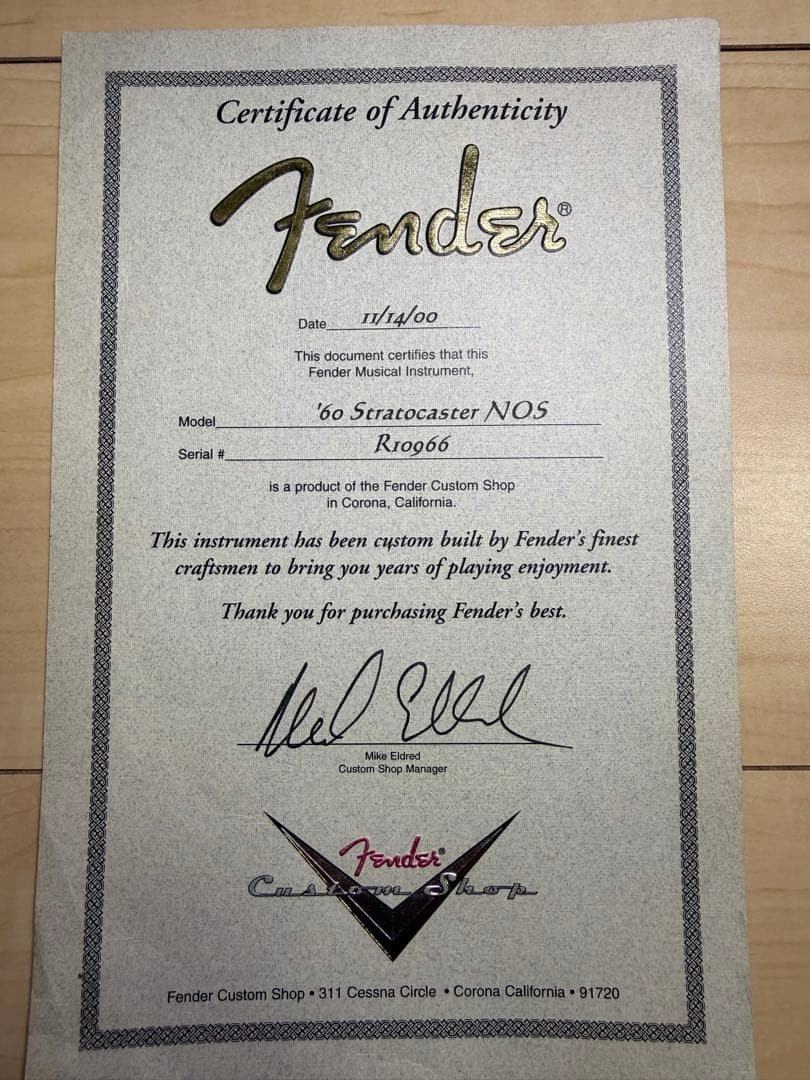 Certificate of Authenticity
Fender®
Date 11/14/00
This document certifies that this
Fender Musical Instrument,
Model '60 Stratocaster NOS
Serial # R10966
is a product of the Fender Custom Shop
in Corona, California.
This instrument has been custom built by Fender's finest
craftsmen to bring you years of playing enjoyment.
Thank you for purchasing Fender's best.
Mike Eldred
Mike Eldred
Custom Shop Manager
Fender®
Custom Shop
Fender Custom Shop • 311 Cessna Circle • Corona California • 91720